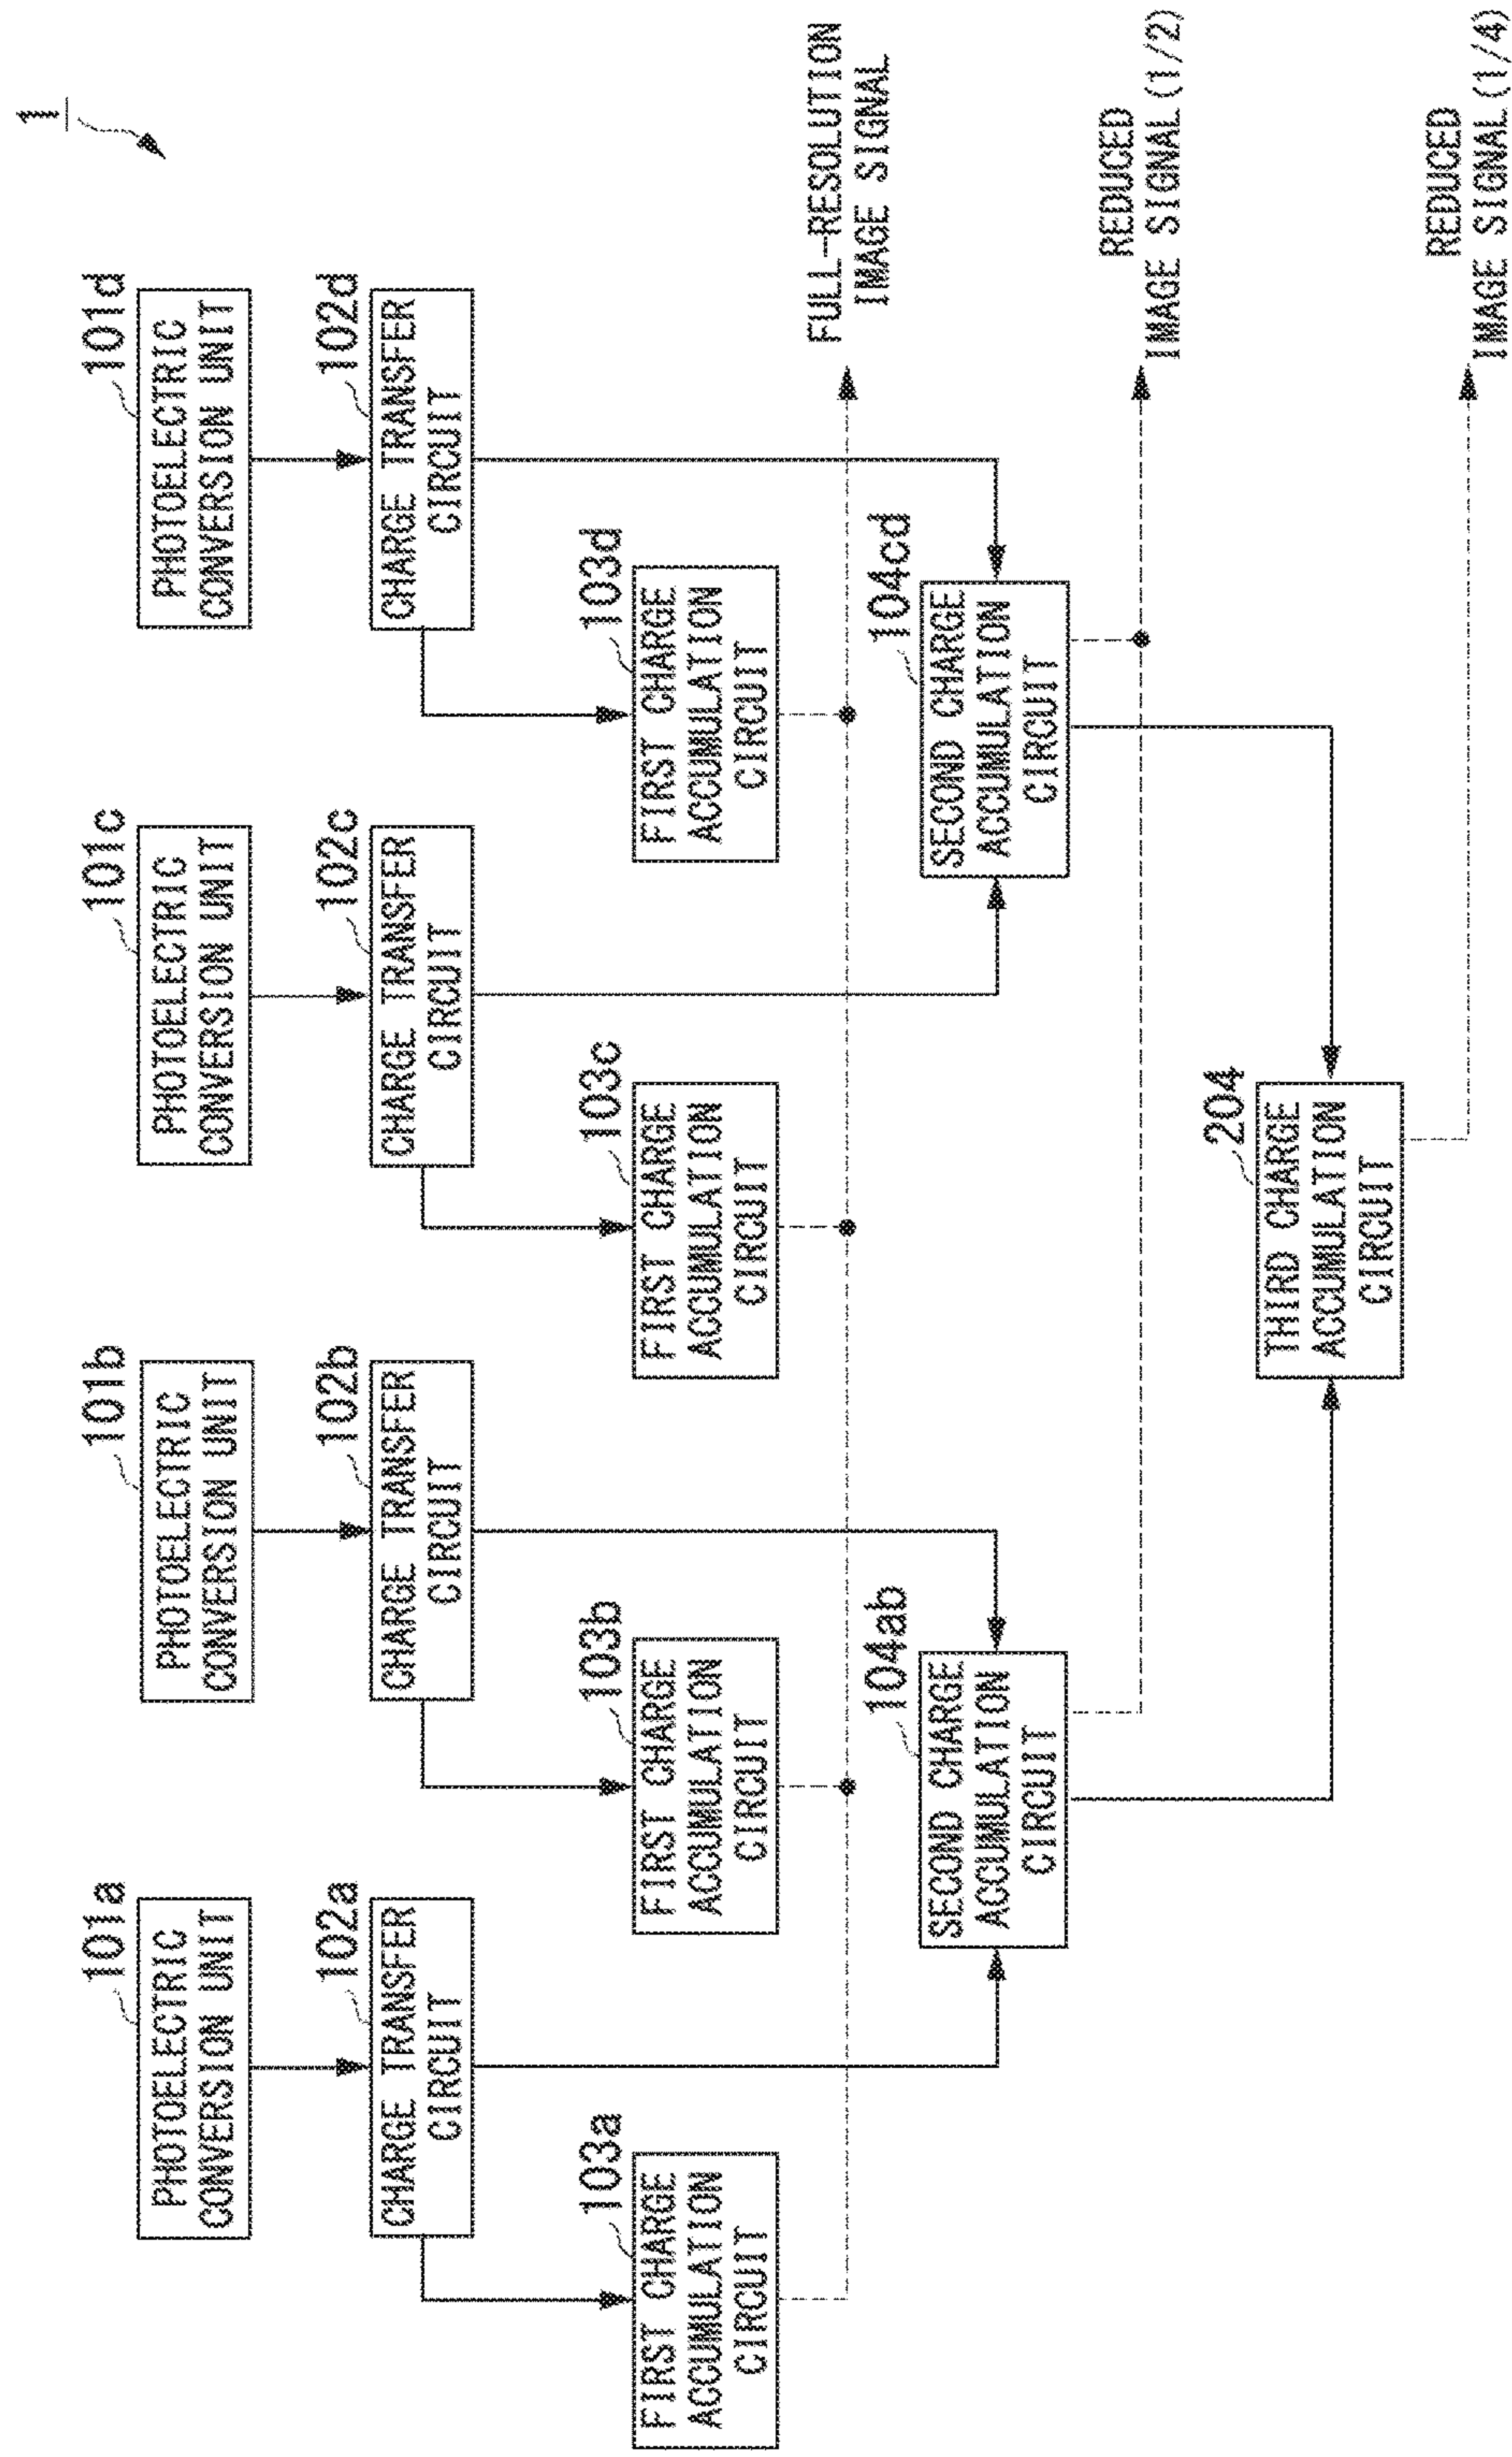 1
101a
PHOTOELECTRIC
CONVERSION UNIT
101b
PHOTOELECTRIC
CONVERSION UNIT
101c
PHOTOELECTRIC
CONVERSION UNIT
101d
PHOTOELECTRIC
CONVERSION UNIT
102a
CHARGE TRANSFER
CIRCUIT
102b
CHARGE TRANSFER
CIRCUIT
102c
CHARGE TRANSFER
CIRCUIT
102d
CHARGE TRANSFER
CIRCUIT
103a
FIRST CHARGE
ACCUMULATION
CIRCUIT
103b
FIRST CHARGE
ACCUMULATION
CIRCUIT
103c
FIRST CHARGE
ACCUMULATION
CIRCUIT
103d
FIRST CHARGE
ACCUMULATION
CIRCUIT
FULL-RESOLUTION
IMAGE SIGNAL
104ab
SECOND CHARGE
ACCUMULATION
CIRCUIT
104cd
SECOND CHARGE
ACCUMULATION
CIRCUIT
REDUCED
IMAGE SIGNAL(1/2)
204
THIRD CHARGE
ACCUMULATION
CIRCUIT
REDUCED
IMAGE SIGNAL(1/4)